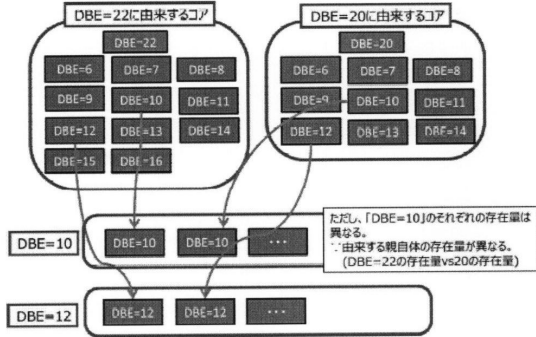 DBE=22に由来するコア
DBE=22
DBE=6 DBE=7 DBE=8
DBE=9 DBE=10 DBE=11
DBE=12 DBE=13 DBE=14
DBE=15 DBE=16
DBE=20に由来するコア
DBE=20
DBE=6 DBE=7 DBE=8
DBE=9 DBE=10 DBE=11
DBE=12 DBE=13 DBE=14
DBE=10
DBE=10 DBE=10 ・・・
ただし、「DBE=10」のそれぞれの存在量は
異なる。
∵由来する親自体の存在量が異なる。
(DBE=22の存在量vs20の存在量)
DBE=12
DBE=12 DBE=12 ・・・